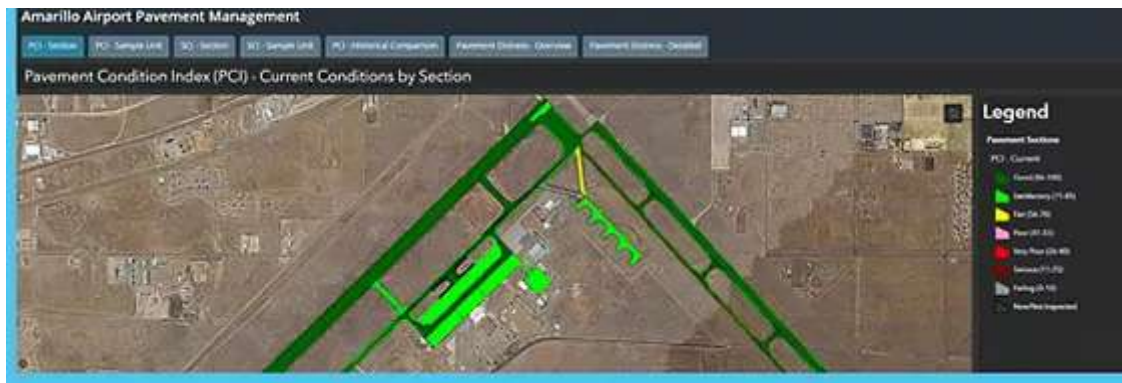 Amarillo Airport Pavement Management
PCI - Section
PCI - Sample Unit
SCI - Section
SCI - Sample Unit
PCI - Historical Comparison
Pavement Distress - Overview
Pavement Distress - Detailed
Pavement Condition Index (PCI) - Current Conditions by Section
Legend
Pavement Sections
PCI - Current
Good (86-100)
Satisfactory (71-85)
Fair (56-70)
Poor (41-55)
Very Poor (26-40)
Serious (11-25)
Failing (0-10)